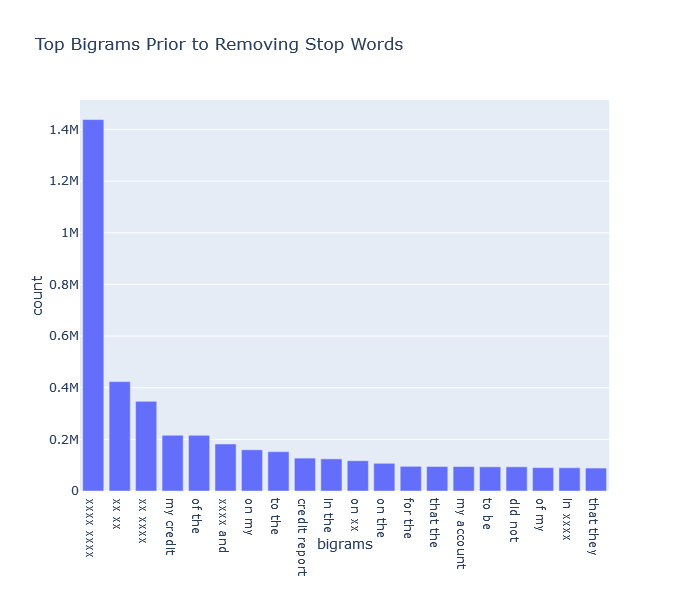 Top Bigrams Prior to Removing Stop Words
count
1.4M
1.2M
1M
0.8M
0.6M
0.4M
0.2M
0
xxxx xxxx
xx xx
xx xxxx
my credit
of the
xxxx and
on my
to the
credit report
in the
on xx
on the
for the
that the
my account
to be
did not
of my
in xxxx
that they
bigrams